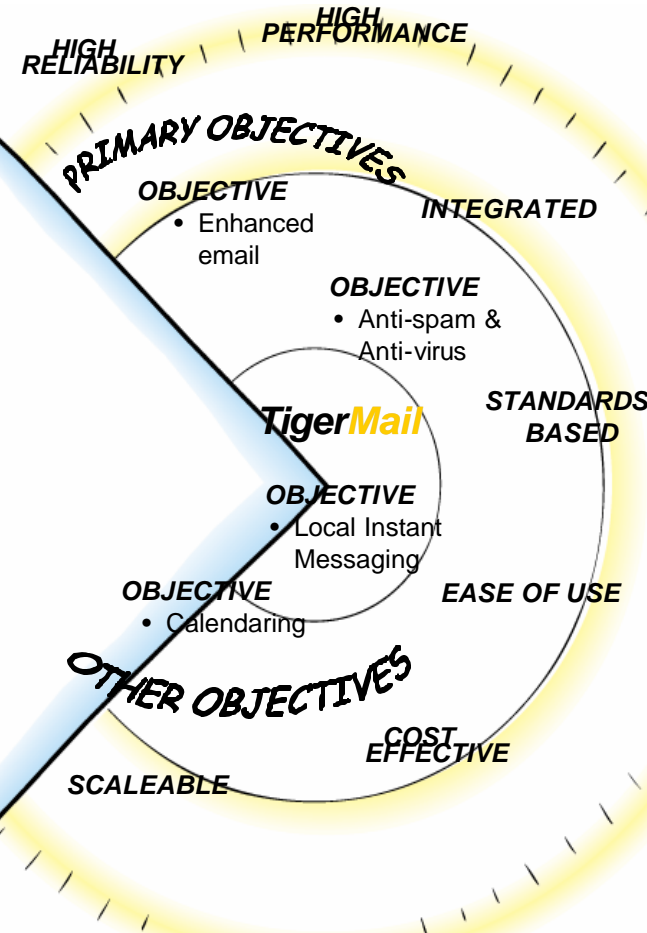 HIGH
PERFORMANCE
HIGH
RELIABILITY
PRIMARY OBJECTIVES
OBJECTIVE
• Enhanced
email
INTEGRATED
OBJECTIVE
• Anti-spam &
Anti-virus
STANDARDS
BASED
TigerMail
OBJECTIVE
• Local Instant
Messaging
OBJECTIVE
• Calendaring
EASE OF USE
OTHER OBJECTIVES
COST
EFFECTIVE
SCALEABLE